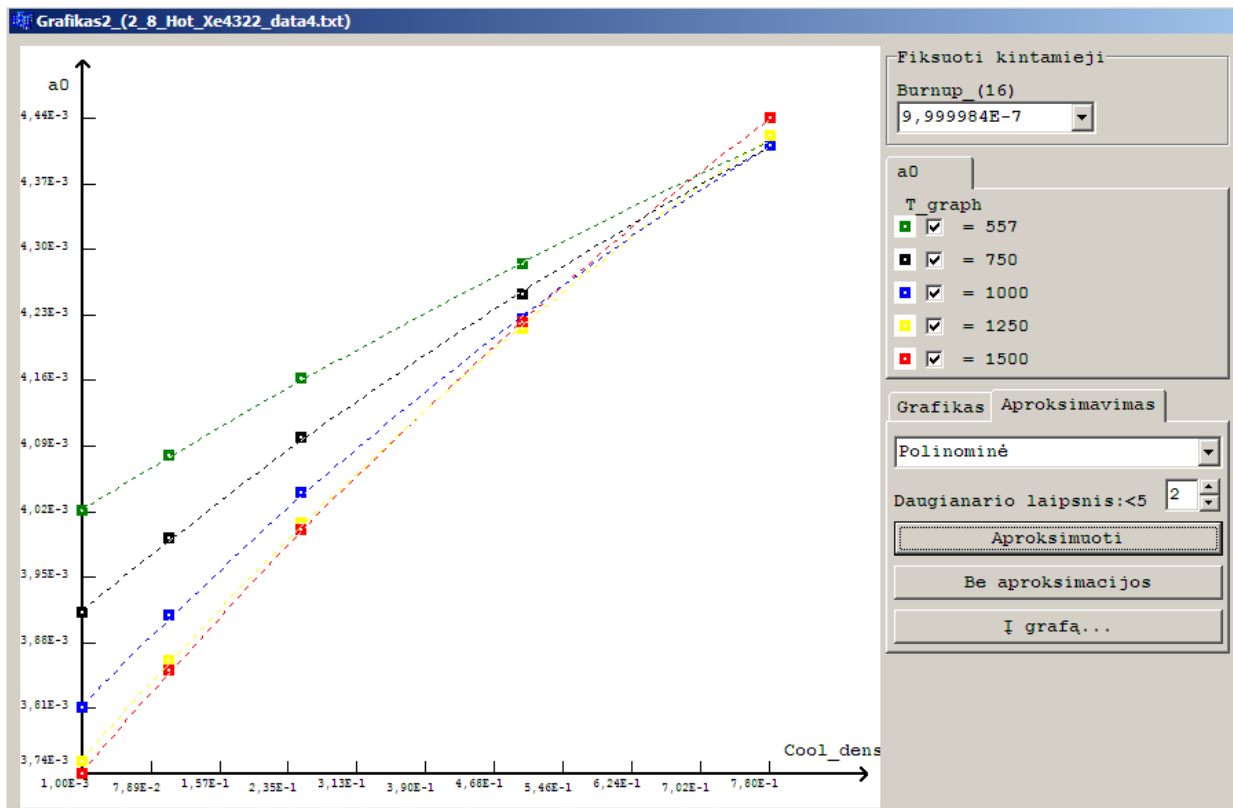 Grafikas2_(2_8_Hot_Xe4322_data4.txt)
a0
4,44E-3
4,37E-3
4,30E-3
4,23E-3
4,16E-3
4,09E-3
4,02E-3
3,95E-3
3,88E-3
3,81E-3
3,74E-3
Cool_dens
1,00E-3
7,89E-2
1,57E-1
2,35E-1
3,13E-1
3,90E-1
4,68E-1
5,46E-1
6,24E-1
7,02E-1
7,80E-1
Fiksuoti kintamieji
Burnup_(16)
9,999984E-7
a0
T_graph
= 557
= 750
= 1000
= 1250
= 1500
Grafikas Aproksimavimas
Polinominė
Daugianario laipsnis:<5 2
Aproksimuoti
Be aproksimacijos
Į grafą...